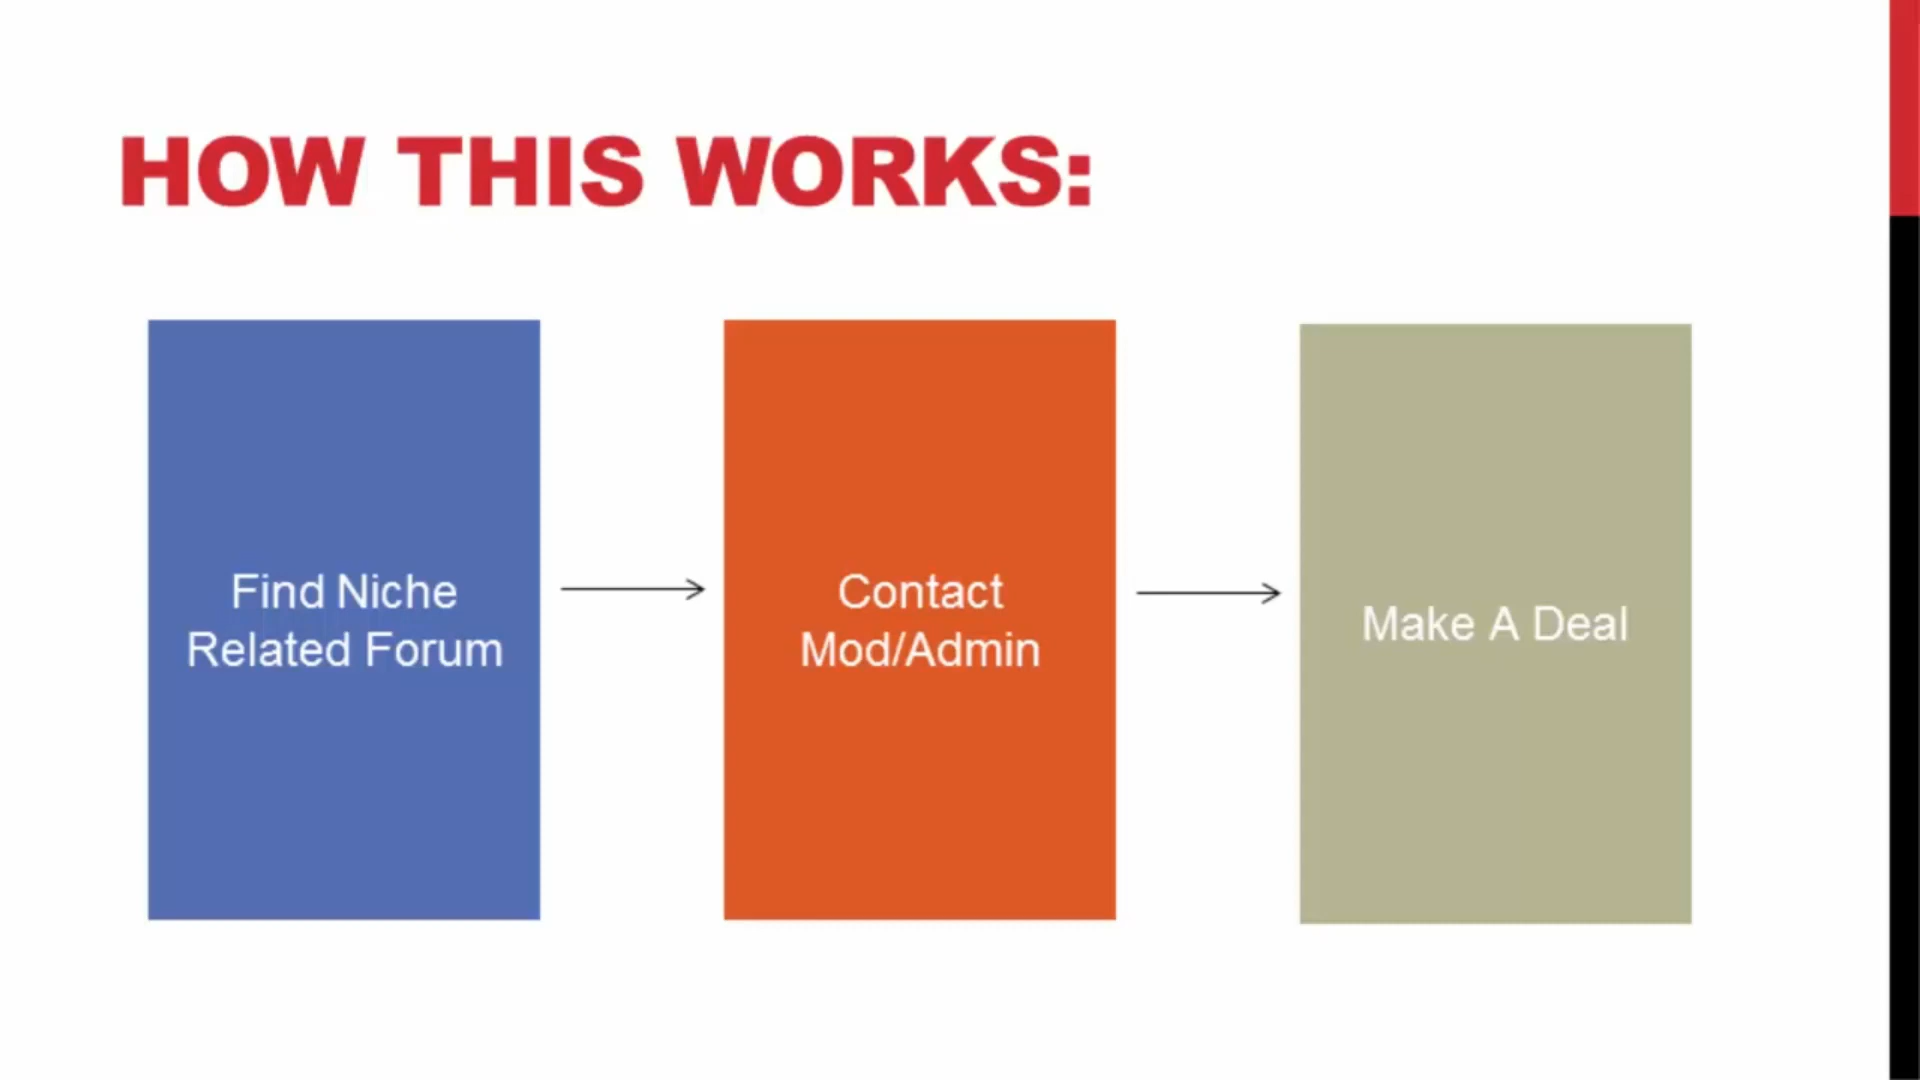 HOW THIS WORKS:
Find Niche
Related Forum
Contact
Mod/Admin
Make A Deal